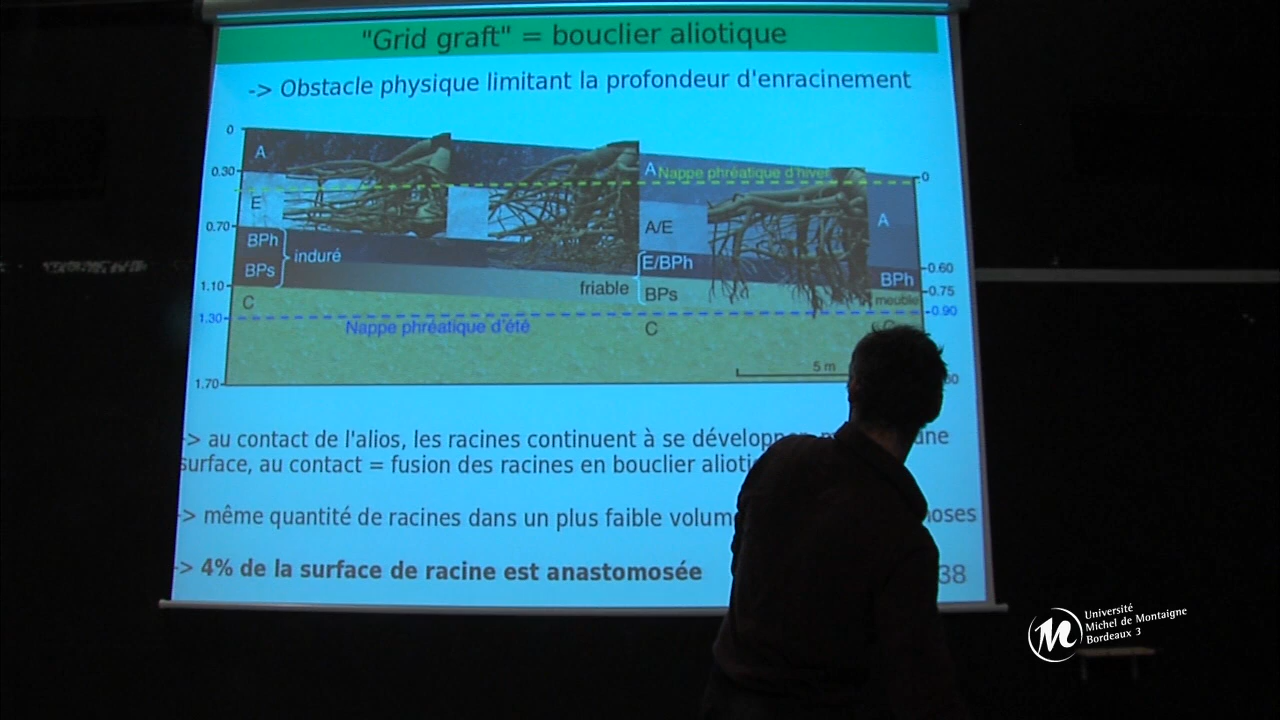 "Grid graft" = bouclier aliotique
-> Obstacle physique limitant la profondeur d'enracinement
0
0.30
0.70
1.10
1.30
1.70
A
E
BPh
BPs
induré
C
friable
Nappe phréatique d'été
A
Nappe phréatique d'hiver
A/E
E/BPh
BPs
C
A
BPh
meuble
5 m
0
0.60
0.75
0.90
-> au contact de l'alios, les racines continuent à se
surface, au contact = fusion des racines en bouclier
-> même quantité de racines dans un plus faible
-> 4% de la surface de racine est anastomosée
38
Université
Michel de Montaigne
Bordeaux 3